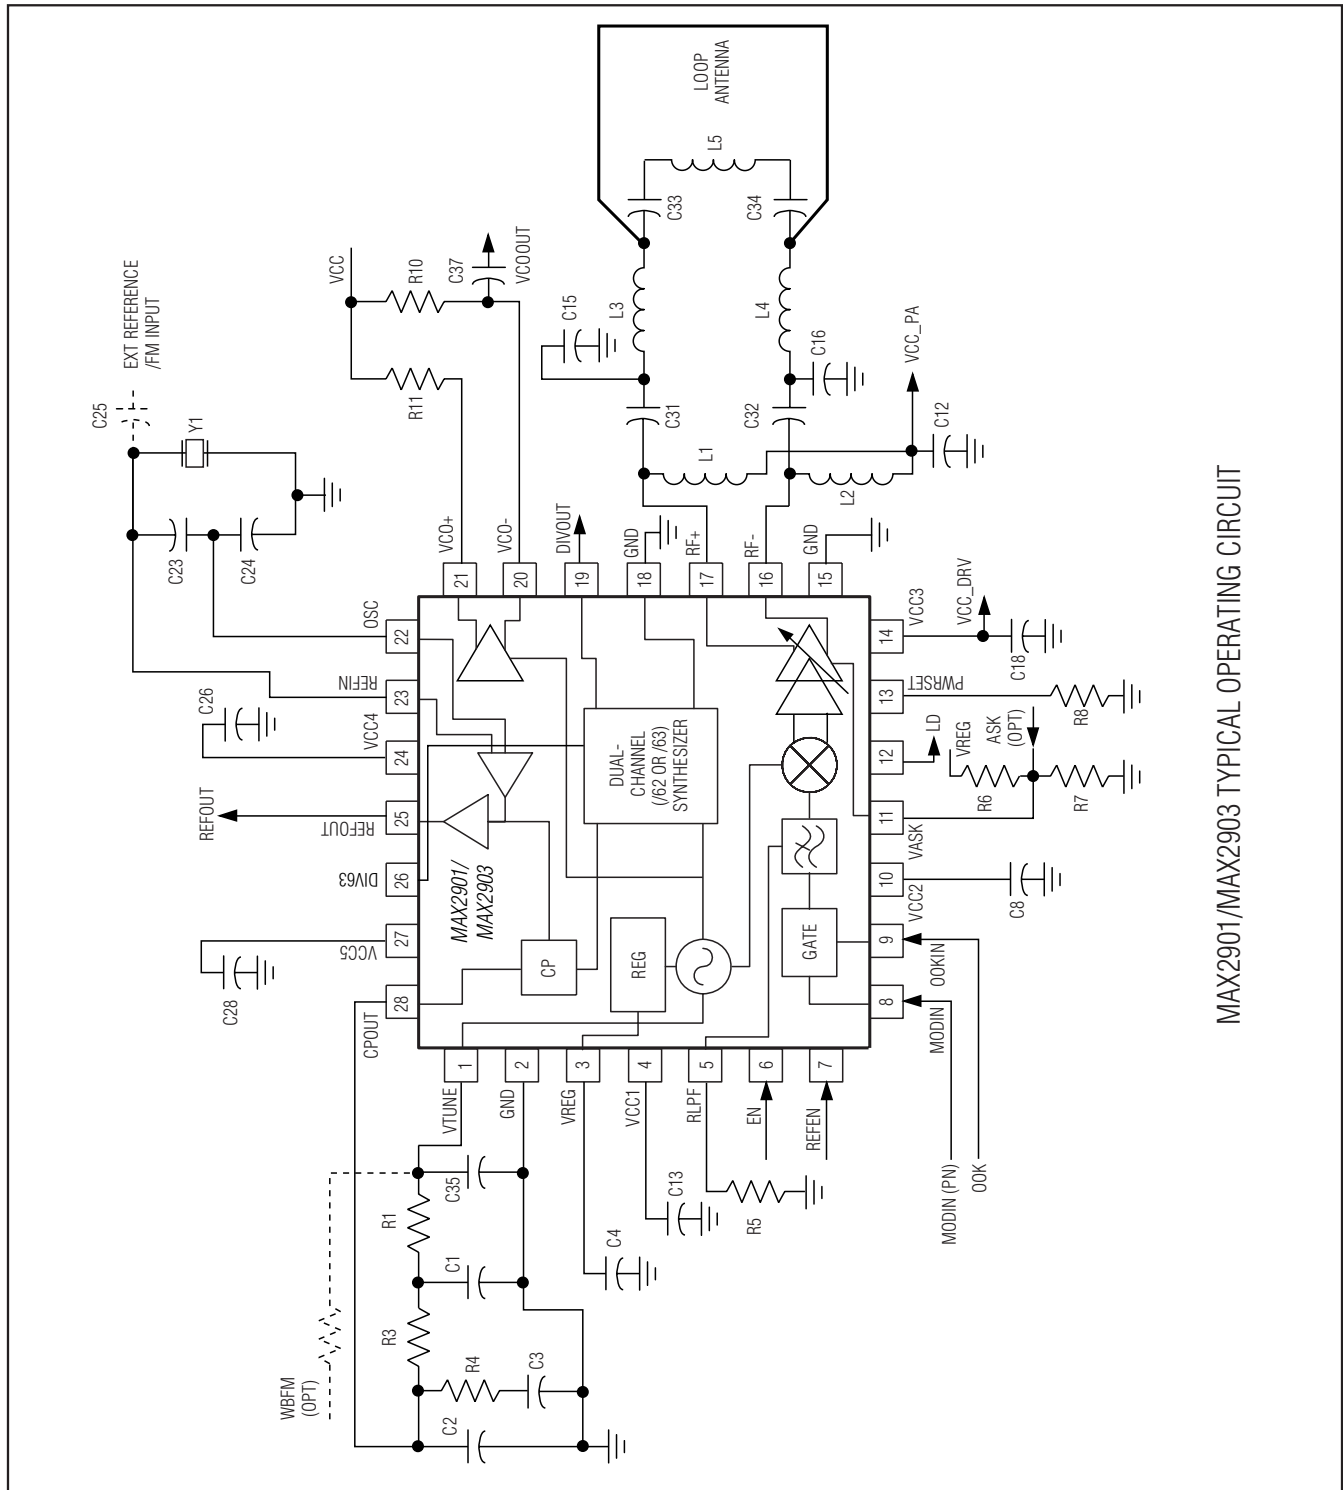 EXT REFERENCE
/FM INPUT
C25
Y1
C23
C24
VCC
R10
R11
C37
VCOOUT
LOOP
ANTENNA
L5
C33
C34
C15
L3
L4
C16
C31
C32
L1
L2
VCC_PA
C12
VCO+
VCO-
DIVOUT
GND
RF+
RF-
GND
21
20
19
18
17
16
15
OSC
22
REFIN
23
C26
VCC4
24
REFOUT
REFOUT
25
DIV63
26
VCC5
27
C28
CPOUT
28
VCC3
14
VCC_DRV
C18
PWRSET
13
R8
LD
12
VREG
ASK
(OPT)
R6
R7
VASK
11
VCC2
10
C8
OOKIN
9
MODIN
8
DUAL-
CHANNEL
(/62 OR /63)
SYNTHESIZER
MAX2901/
MAX2903
CP
REG
GATE
1
2
3
4
5
6
7
VTUNE
GND
VREG
VCC1
RLPF
EN
REFEN
MODIN (PN)
OOK
C35
R1
C1
R3
R4
C3
C2
WBFM
(OPT)
C4
C13
R5
MAX2901/MAX2903 TYPICAL OPERATING CIRCUIT